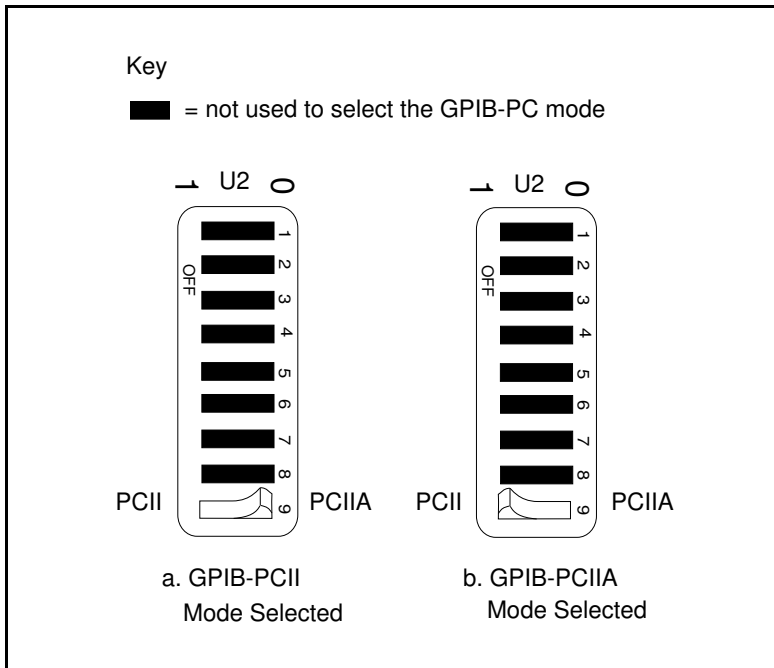 Key
= not used to select the GPIB-PC mode
1 U2 0
OFF
1
2
3
4
5
6
7
8
9
PCII
PCIIA
a. GPIB-PCII
Mode Selected
1 U2 0
OFF
1
2
3
4
5
6
7
8
9
PCII
PCIIA
b. GPIB-PCIIA
Mode Selected